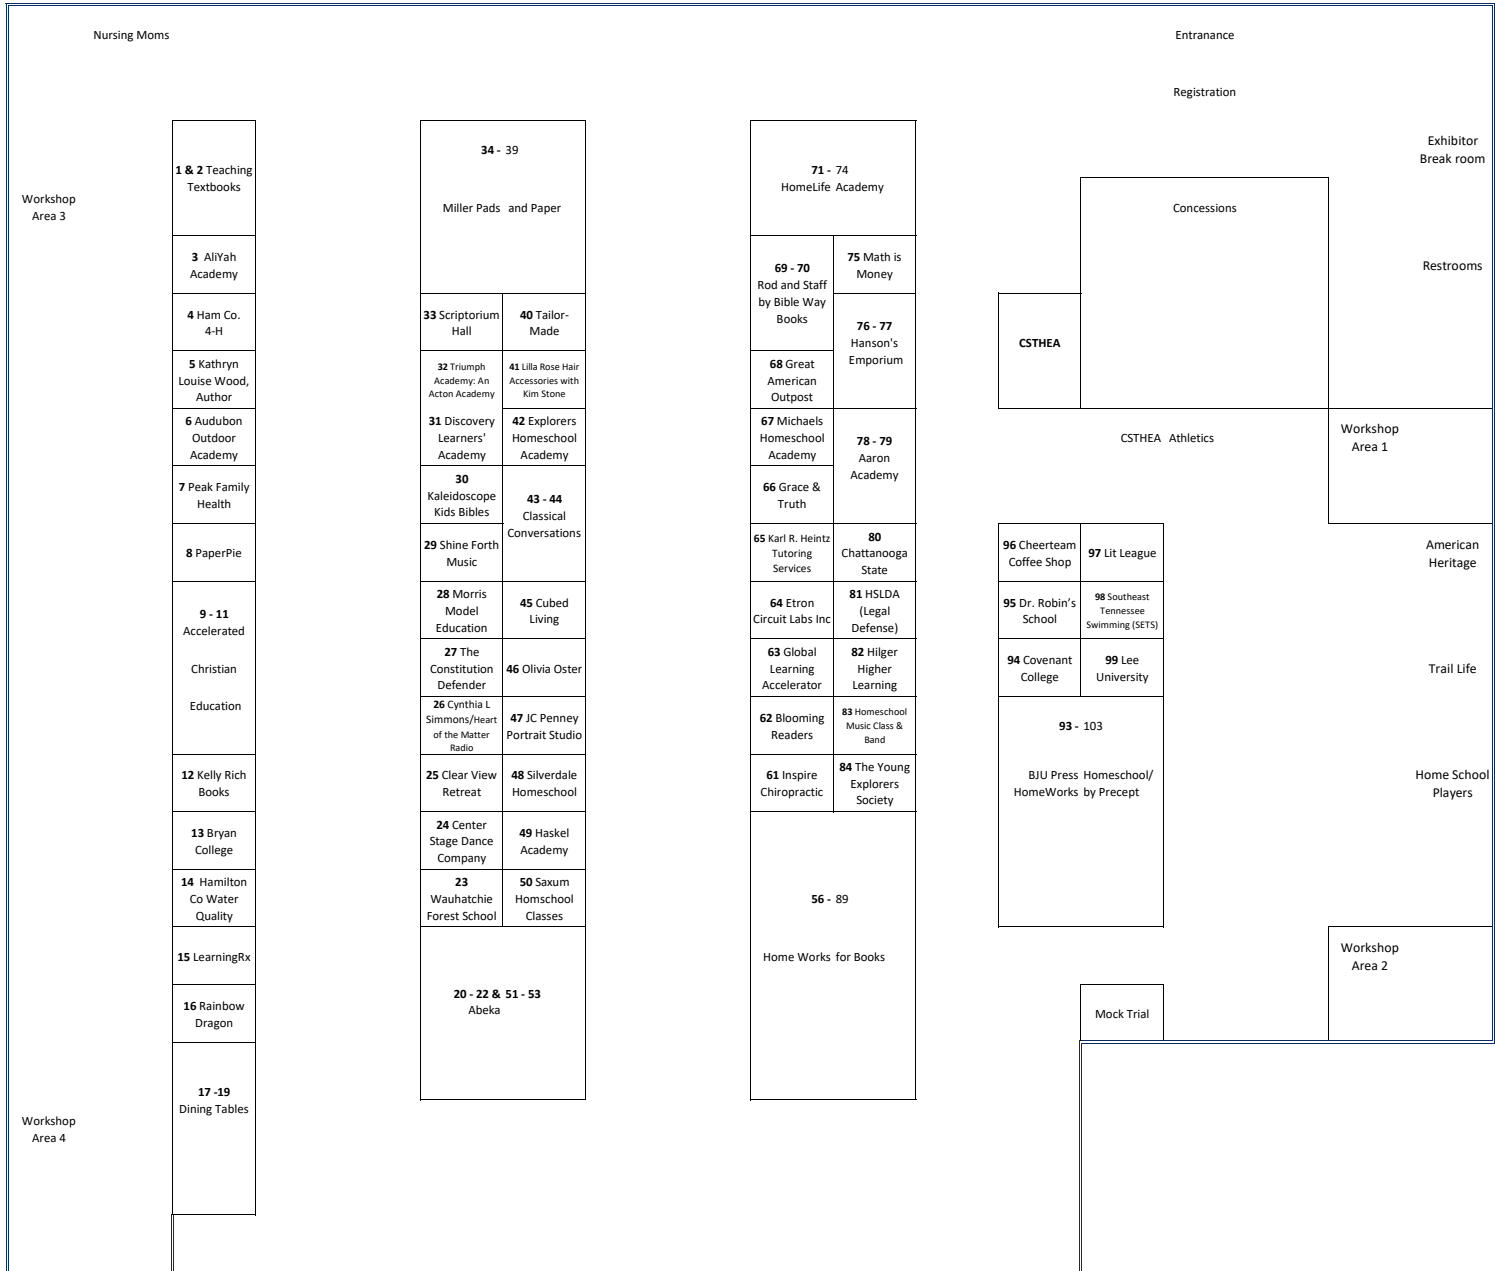 Nursing Moms
Entranance
Registration
Exhibitor
Break room
Workshop
Area 3
1 & 2 Teaching
Textbooks
3 AliYah
Academy
4 Ham Co.
4-H
5 Kathryn
Louise Wood,
Author
6 Audubon
Outdoor
Academy
7 Peak Family
Health
8 PaperPie
9 - 11
Accelerated
Christian
Education
12 Kelly Rich
Books
13 Bryan
College
14 Hamilton
Co Water
Quality
15 LearningRx
16 Rainbow
Dragon
17 -19
Dining Tables
Workshop
Area 4
34 - 39
Miller Pads and Paper
33 Scriptorium
Hall
40 Tailor-
Made
32 Triumph
Academy: An
Acton Academy
41 Lilla Rose Hair
Accessories with
Kim Stone
31 Discovery
Learners'
Academy
42 Explorers
Homeschool
Academy
30
Kaleidoscope
Kids Bibles
43 - 44
Classical
Conversations
29 Shine Forth
Music
28 Morris
Model
Education
45 Cubed
Living
27 The
Constitution
Defender
46 Olivia Oster
26 Cynthia L
Simmons/Heart
of the Matter
Radio
47 JC Penney
Portrait Studio
25 Clear View
Retreat
48 Silverdale
Homeschool
24 Center
Stage Dance
Company
49 Haskel
Academy
23
Wauhatchie
Forest School
50 Saxum
Homschool
Classes
20 - 22 & 51 - 53
Abeka
71 - 74
HomeLife Academy
69 - 70
Rod and Staff
by Bible Way
Books
75 Math is
Money
76 - 77
Hanson's
Emporium
68 Great
American
Outpost
67 Michaels
Homeschool
Academy
78 - 79
Aaron
Academy
66 Grace &
Truth
65 Karl R. Heintz
Tutoring
Services
80
Chattanooga
State
64 Etron
Circuit Labs Inc
81 HSLDA
(Legal
Defense)
63 Global
Learning
Accelerator
82 Hilger
Higher
Learning
62 Blooming
Readers
83 Homeschool
Music Class &
Band
61 Inspire
Chiropractic
84 The Young
Explorers
Society
56 - 89
Home Works for Books
Concessions
Restrooms
CSTHEA
CSTHEA Athletics
Workshop
Area 1
96 Cheerteam
Coffee Shop
97 Lit League
American
Heritage
95 Dr. Robin's
School
98 Southeast
Tennessee
Swimming (SETS)
94 Covenant
College
99 Lee
University
Trail Life
93 - 103
BJU Press Homeschool/
HomeWorks by Precept
Home School
Players
Workshop
Area 2
Mock Trial